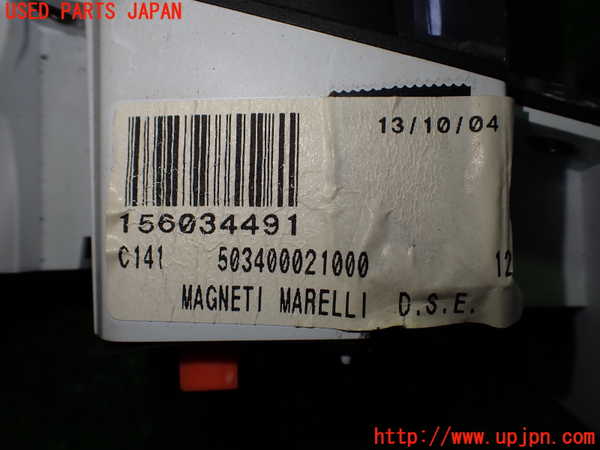 USED PARTS JAPAN
13/10/04
156034491
C141 503400021000 12
MAGNETI MARELLI D.S.E.
http://www.upjpn.com/